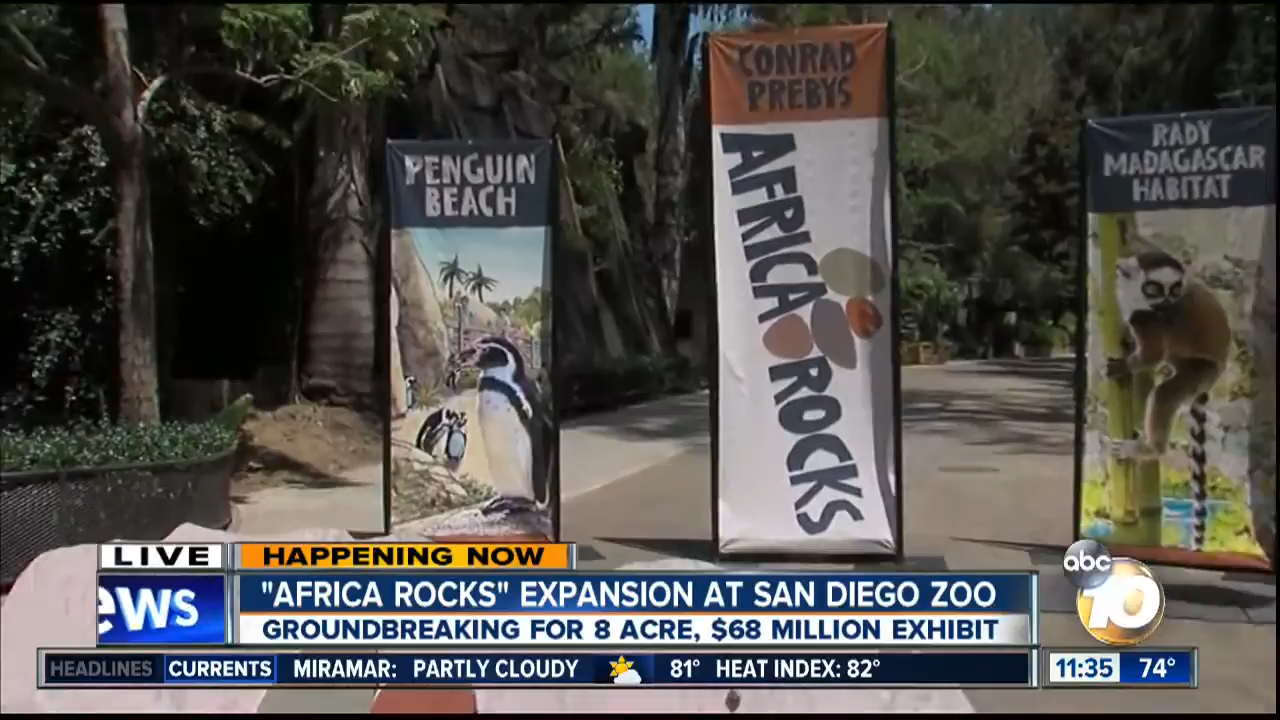 PENGUIN
BEACH
CONRAD
PREBYS
AFRICA ROCKS
RADY
MADAGASCAR
HABITAT
LIVE
HAPPENING NOW
eWS
"AFRICA ROCKS" EXPANSION AT SAN DIEGO ZOO
GROUNDBREAKING FOR 8 ACRE, $68 MILLION EXHIBIT
abc
10
HEADLINES CURRENTS MIRAMAR: PARTLY CLOUDY 81° HEAT INDEX: 82°
11:35 74°